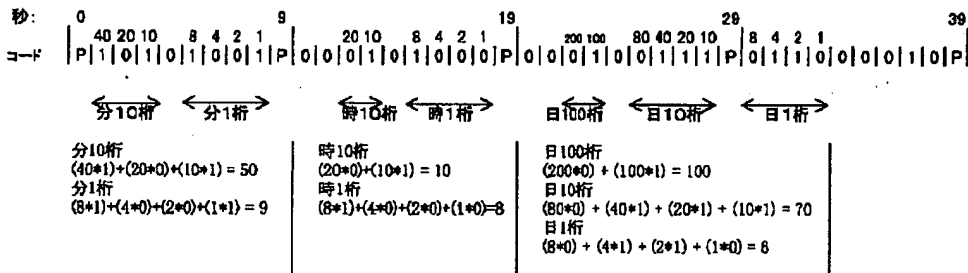 秒: 0 9 19 29 39
40 20 10 8 4 2 1 20 10 8 4 2 1 200 100 80 40 20 10 8 4 2 1
コード P|1|0|1|0|1|0|0|1|P|0|0|0|1|0|1|0|0|0|P|0|0|0|1|0|0|1|1|1|P|0|1|1|0|0|0|0|1|0|P
分10桁 分1桁 時10桁 時1桁 日100桁 日10桁 日1桁
分10桁
(40*1)+(20*0)+(10*1) = 50
分1桁
(8*1)+(4*0)+(2*0)+(1*1) = 9
時10桁
(20*0)+(10*1) = 10
時1桁
(8*1)+(4*0)+(2*0)+(1*0)=8
日100桁
(200*0) + (100*1) = 100
日10桁
(80*0) + (40*1) + (20*1) + (10*1) = 70
日1桁
(8*0) + (4*1) + (2*1) + (1*0) = 6